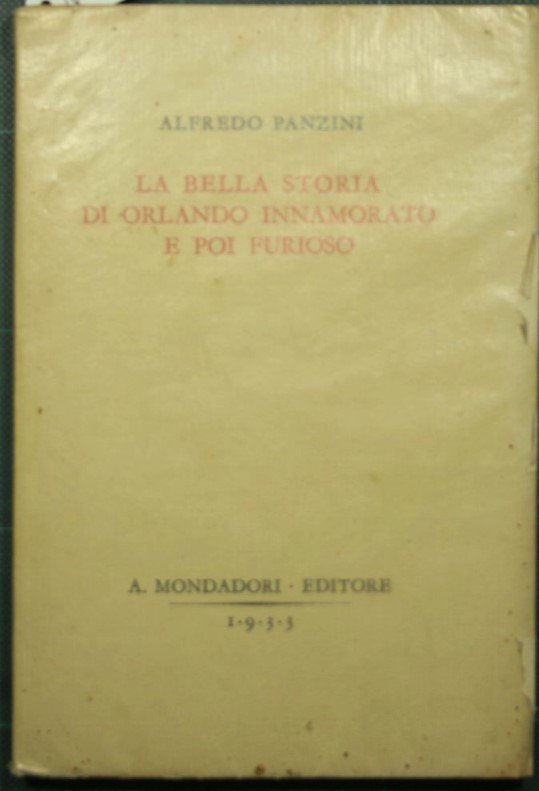 ALFREDO PANZINI
LA BELLA STORIA
DI ORLANDO INNAMORATO
E POI FURIOSO
A. MONDADORI · EDITORE
1·9·3·3